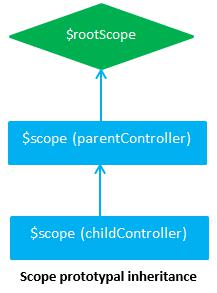 $rootScope
$scope (parentController)
$scope (childController)
Scope prototypal inheritance